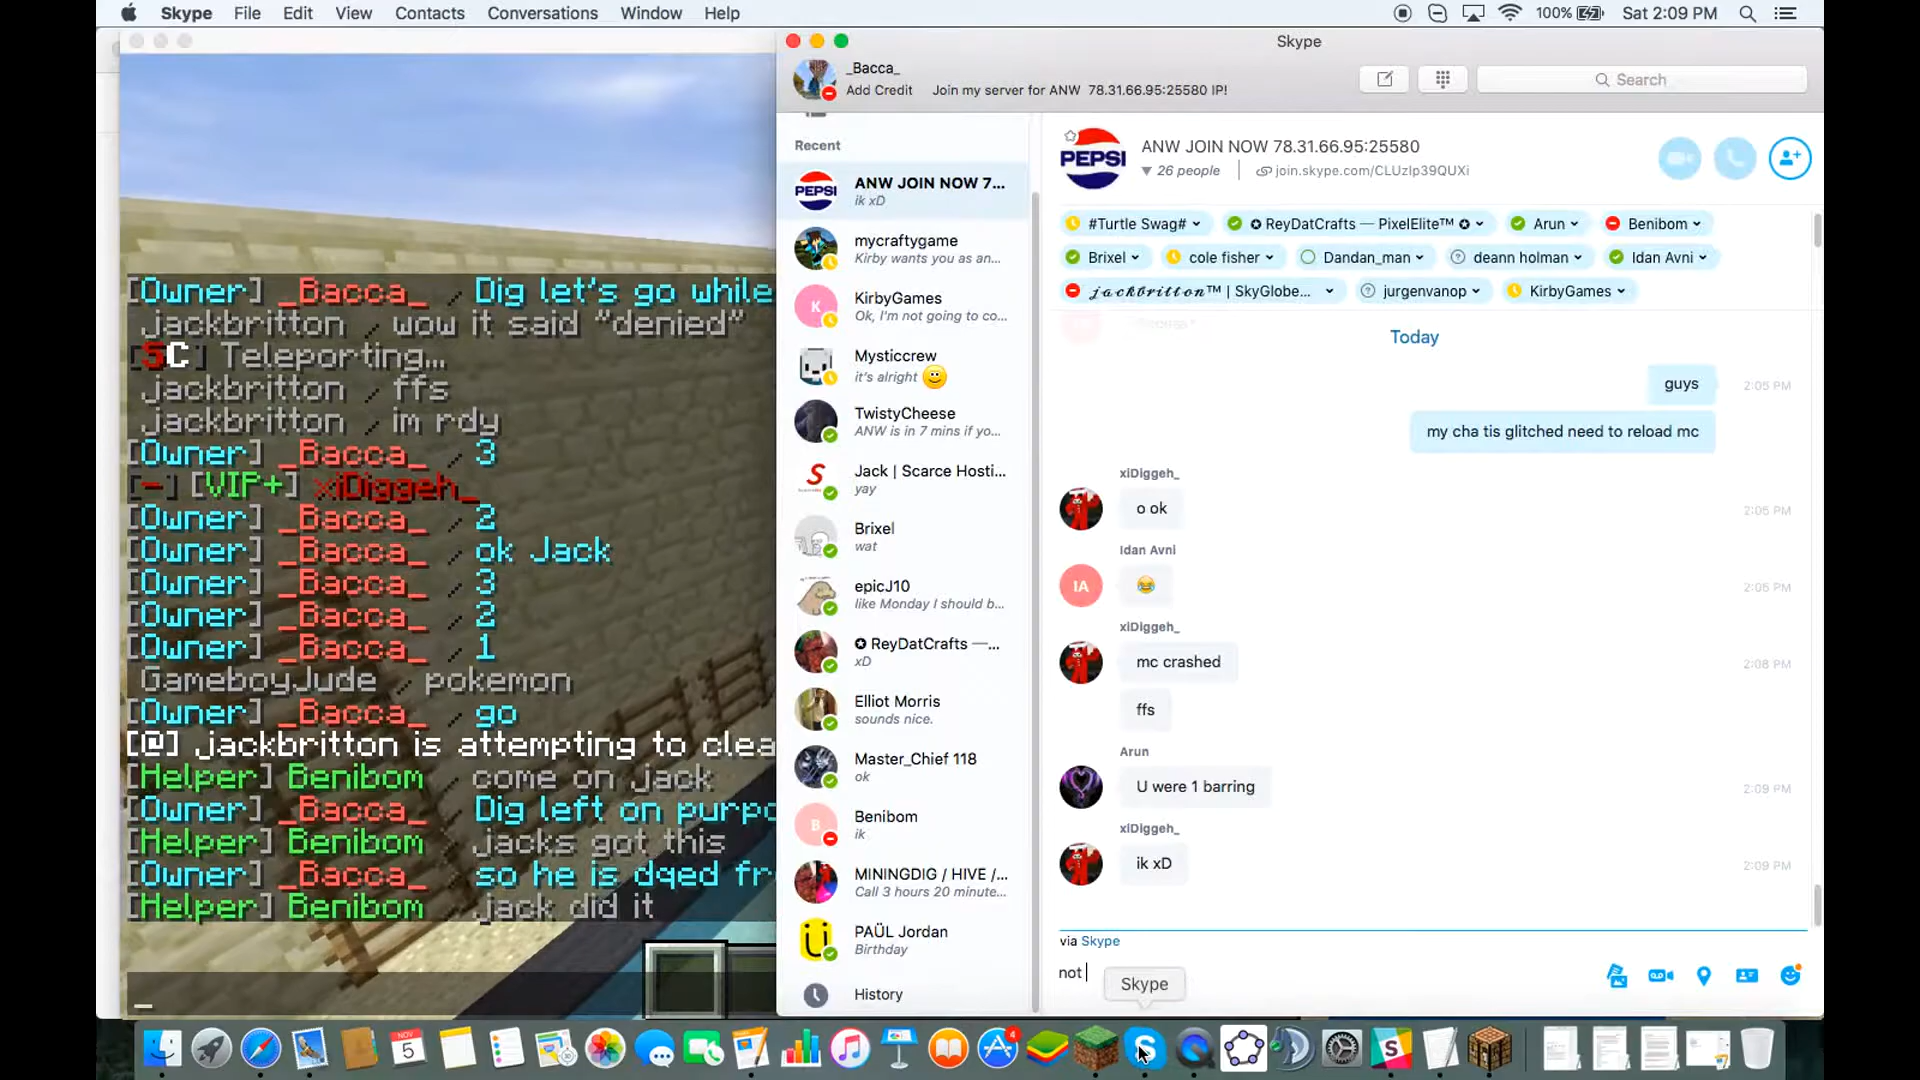 Skype File Edit View Contacts Conversations Window Help
100% Sat 2:09 PM
Skype
_Bacca_
Add Credit Join my server for ANW 78.31.66.95:25580 IP!
Search
Recent
ANW JOIN NOW 7...
ik xD
mycraftygame
Kirby wants you as an...
K
KirbyGames
Ok, I'm not going to co...
Mysticcrew
it's alright
TwistyCheese
ANW is in 7 mins if yo...
Jack | Scarce Hosti...
yay
Brixel
wat
epicJ10
like Monday I should b...
✪ ReyDatCrafts —...
xD
Elliot Morris
sounds nice.
Master_Chief 118
ok
B
Benibom
ik
MININGDIG / HIVE /...
Call 3 hours 20 minute...
PAÜL Jordan
Birthday
History
PEPSI
ANW JOIN NOW 78.31.66.95:25580
26 people join.skype.com/CLUzIp39QUXi
#Turtle Swag# ✪ ReyDatCrafts — PixelElite™ ✪ Arun Benibom
Brixel cole fisher Dandan_man deann holman Idan Avni
𝓳𝓪𝓬𝓴𝓫𝓻𝓲𝓽𝓽𝓸𝓷™ | SkyGlobe... jurgenvanop KirbyGames
Today
guys 2:05 PM
my cha tis glitched need to reload mc
xiDiggeh_
o ok 2:05 PM
Idan Avni
IA 😂 2:05 PM
xiDiggeh_
mc crashed 2:08 PM
ffs
Arun
U were 1 barring 2:09 PM
xiDiggeh_
ik xD 2:09 PM
via Skype
not
Skype
[Owner] _Bacca_ / Dig let's go while
jackbritton / wow it said "denied"
[SC] Teleporting...
jackbritton / ffs
jackbritton / im rdy
[Owner] _Bacca_ / 3
[-] [VIP+] xiDiggeh_
[Owner] _Bacca_ / 2
[Owner] _Bacca_ / ok Jack
[Owner] _Bacca_ / 3
[Owner] _Bacca_ / 2
[Owner] _Bacca_ / 1
GameboyJude / pokemon
[Owner] _Bacca_ / go
[@] jackbritton is attempting to clea
[Helper] Benibom / come on jack
[Owner] _Bacca_ / Dig left on purpo
[Helper] Benibom / jacks got this
[Owner] _Bacca_ / so he is dqed fr
[Helper] Benibom / jack did it
NOV
5
4